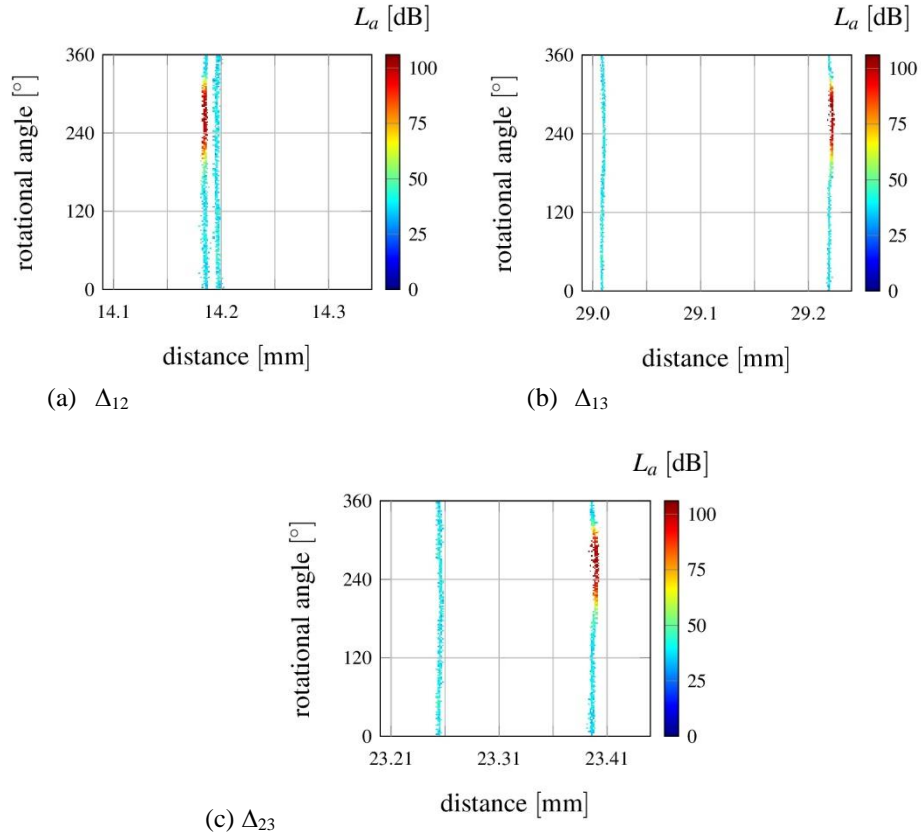 Lₐ [dB]
360
240
120
0
rotational angle [°]
14.1 14.2 14.3
distance [mm]
100
75
50
25
0
(a) Δ₁₂
Lₐ [dB]
360
240
120
0
rotational angle [°]
29.0 29.1 29.2
distance [mm]
100
75
50
25
0
(b) Δ₁₃
Lₐ [dB]
360
240
120
0
rotational angle [°]
23.21 23.31 23.41
distance [mm]
100
75
50
25
0
(c) Δ₂₃